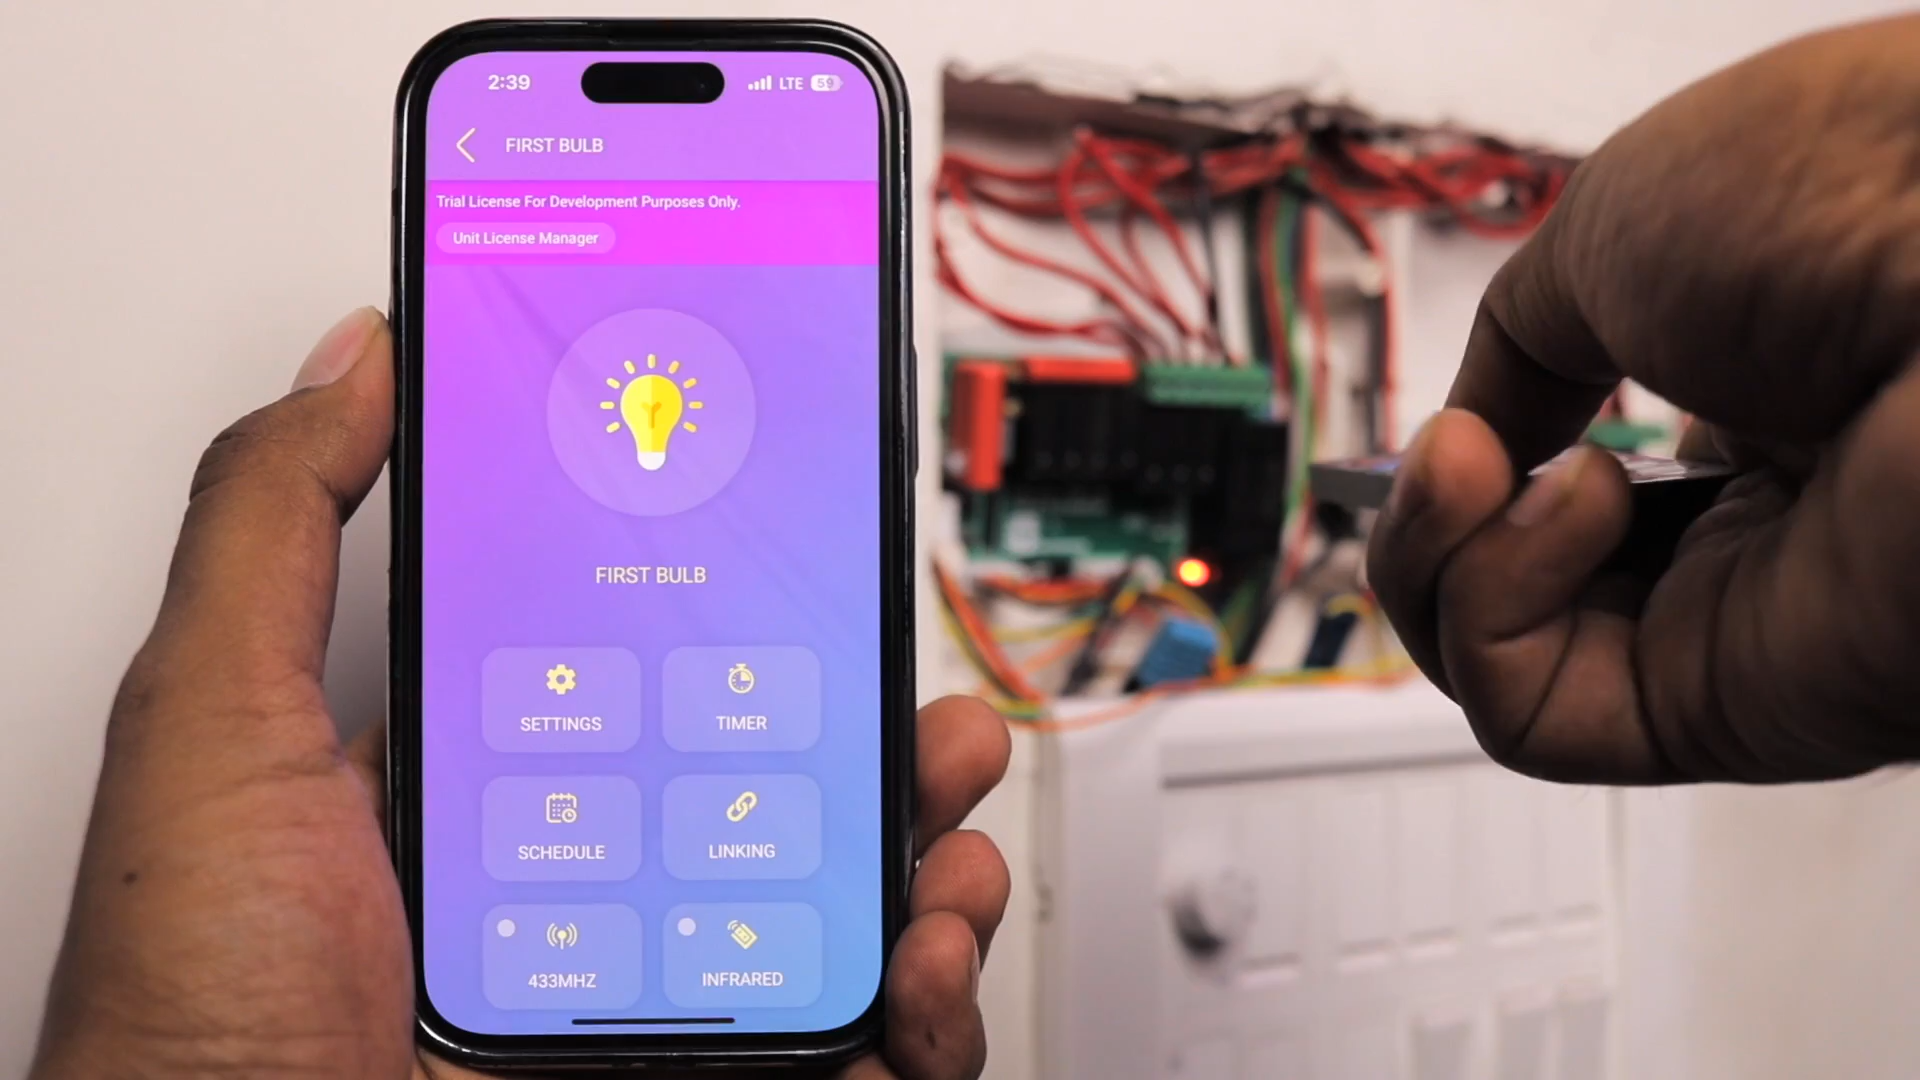 2:39 LTE 59
FIRST BULB
Trial License For Development Purposes Only.
Unit License Manager
FIRST BULB
SETTINGS TIMER
SCHEDULE LINKING
433MHZ INFRARED